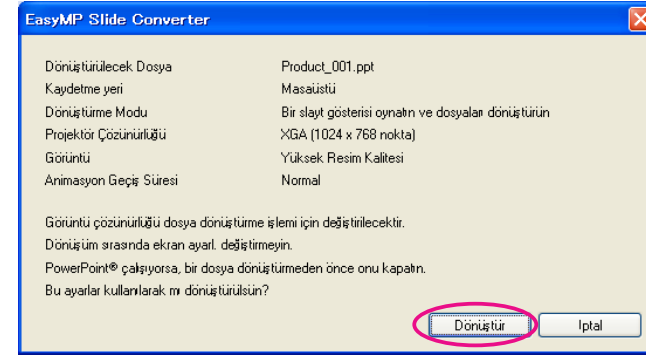 EasyMP Slide Converter
Dönüştürülecek Dosya Product_001.ppt
Kaydetme yeri Masaüstü
Dönüştürme Modu Bir slayt gösterisi oynatın ve dosyaları dönüştürün
Projektör Çözünürlüğü XGA (1024 x 768 nokta)
Görüntü Yüksek Resim Kalitesi
Animasyon Geçiş Süresi Normal
Görüntü çözünürlüğü dosya dönüştürme işlemi için değiştirilecektir.
Dönüşüm sırasında ekran ayarl. değiştirmeyin.
PowerPoint® çalışıyorsa, bir dosya dönüştürmeden önce onu kapatın.
Bu ayarlar kullanılarak mı dönüştürülsün?
Dönüştür Iptal